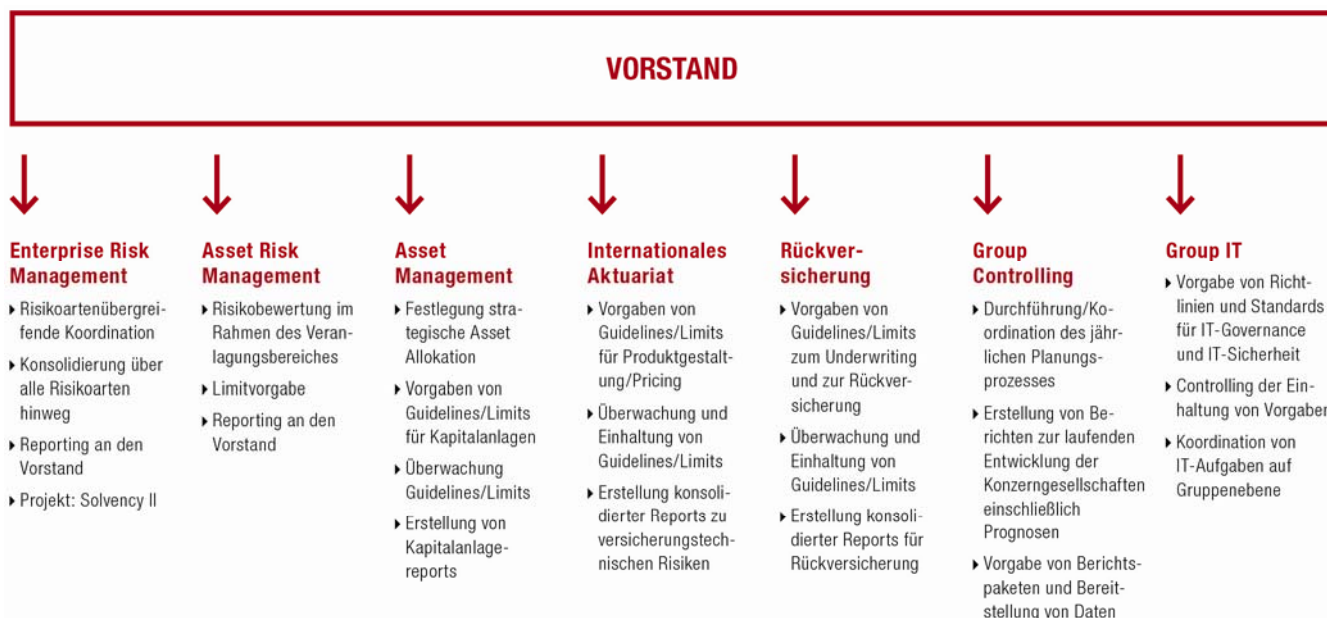 VORSTAND
Enterprise Risk
Management
▸ Risikoartenübergrei-
fende Koordination
▸ Konsolidierung über
alle Risikoarten
hinweg
▸ Reporting an den
Vorstand
▸ Projekt: Solvency II
Asset Risk
Management
▸ Risikobewertung im
Rahmen des Veran-
lagungsbereiches
▸ Limitvorgabe
▸ Reporting an den
Vorstand
Asset
Management
▸ Festlegung stra-
tegische Asset
Allokation
▸ Vorgaben von
Guidelines/Limits
für Kapitalanlagen
▸ Überwachung
Guidelines/Limits
▸ Erstellung von
Kapitalanlage-
reports
Internationales
Aktuariat
▸ Vorgaben von
Guidelines/Limits
für Produktgestalt-
ung/Pricing
▸ Überwachung und
Einhaltung von
Guidelines/Limits
▸ Erstellung konsoli-
dierter Reports zu
versicherungstech-
nischen Risiken
Rückver-
sicherung
▸ Vorgaben von
Guidelines/Limits
zum Underwriting
und zur Rückver-
sicherung
▸ Überwachung und
Einhaltung von
Guidelines/Limits
▸ Erstellung konsoli-
dierter Reports für
Rückversicherung
Group
Controlling
▸ Durchführung/Ko-
ordination des jähr-
lichen Planungs-
prozesses
▸ Erstellung von Be-
richten zur laufenden
Entwicklung der
Konzerngesellschaften
einschließlich
Prognosen
▸ Vorgabe von Berichts-
paketen und Bereit-
stellung von Daten
Group IT
▸ Vorgabe von Richt-
linien und Standards
für IT-Governance
und IT-Sicherheit
▸ Controlling der Ein-
haltung von Vorgaben
▸ Koordination von
IT-Aufgaben auf
Gruppenebene